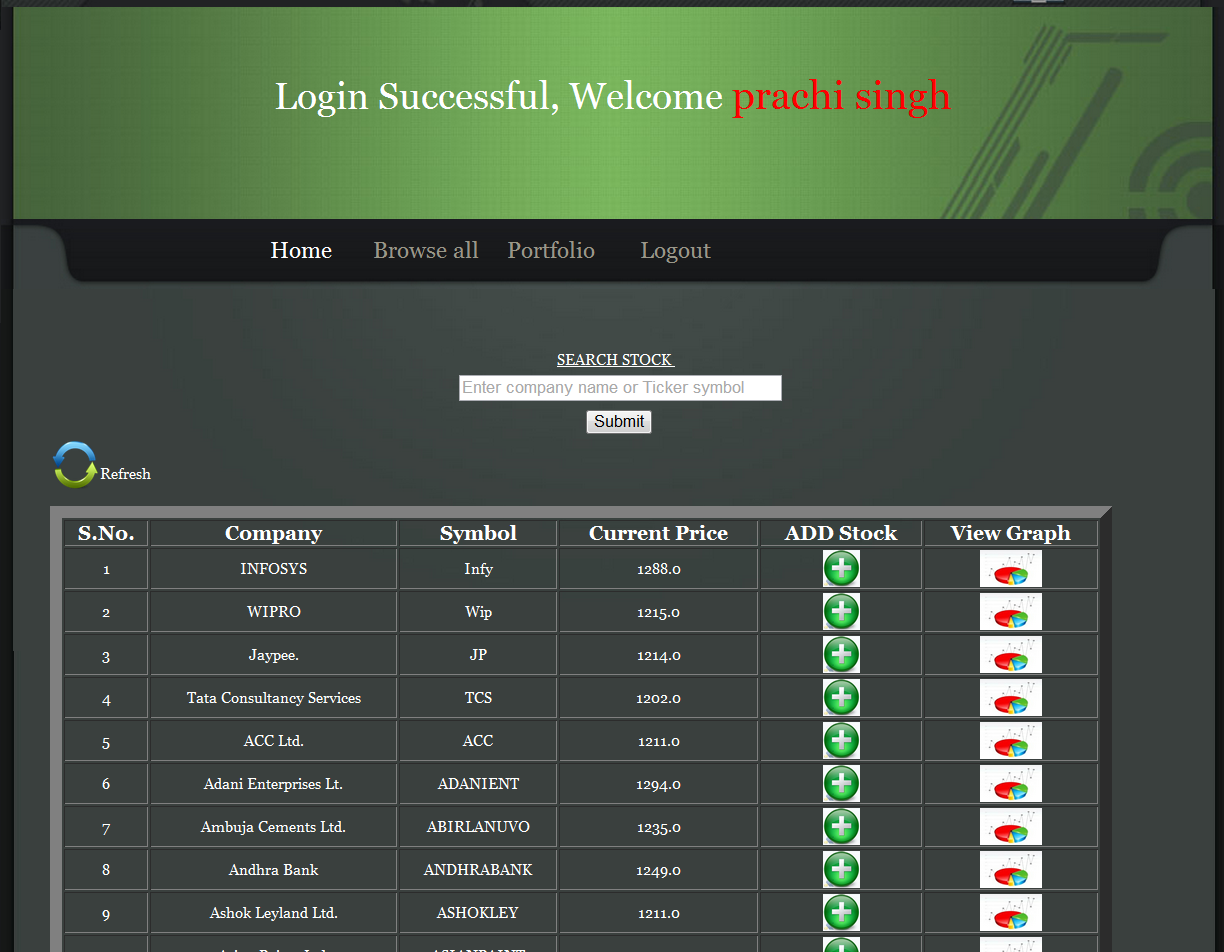 Login Successful, Welcome prachi singh
Home Browse all Portfolio Logout
SEARCH STOCK
Enter company name or Ticker symbol
Submit
Refresh
S.No. Company Symbol Current Price ADD Stock View Graph
1 INFOSYS Infy 1288.0
2 WIPRO Wip 1215.0
3 Jaypee. JP 1214.0
4 Tata Consultancy Services TCS 1202.0
5 ACC Ltd. ACC 1211.0
6 Adani Enterprises Lt. ADANIENT 1294.0
7 Ambuja Cements Ltd. ABIRLANUVO 1235.0
8 Andhra Bank ANDHRABANK 1249.0
9 Ashok Leyland Ltd. ASHOKLEY 1211.0